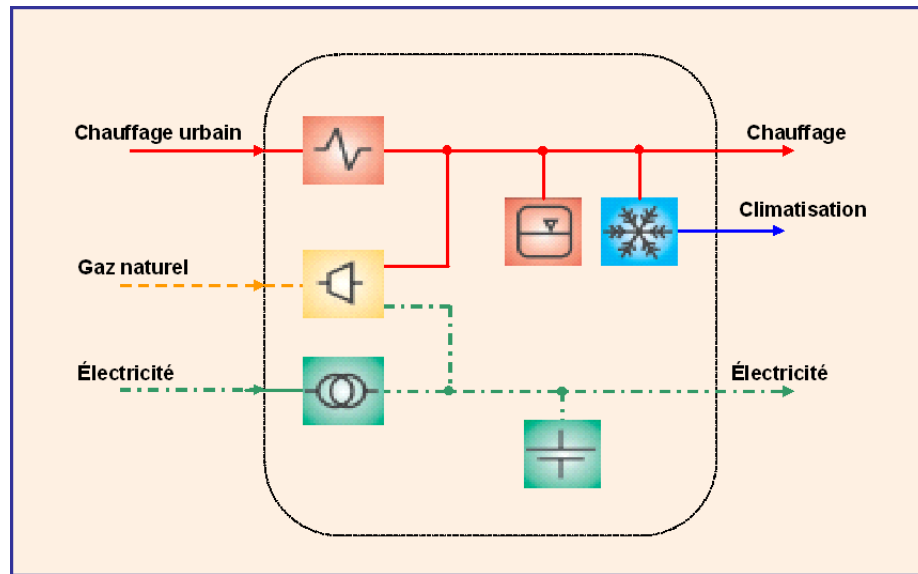 Chauffage urbain
Chauffage
Climatisation
Gaz naturel
Électricité
Électricité